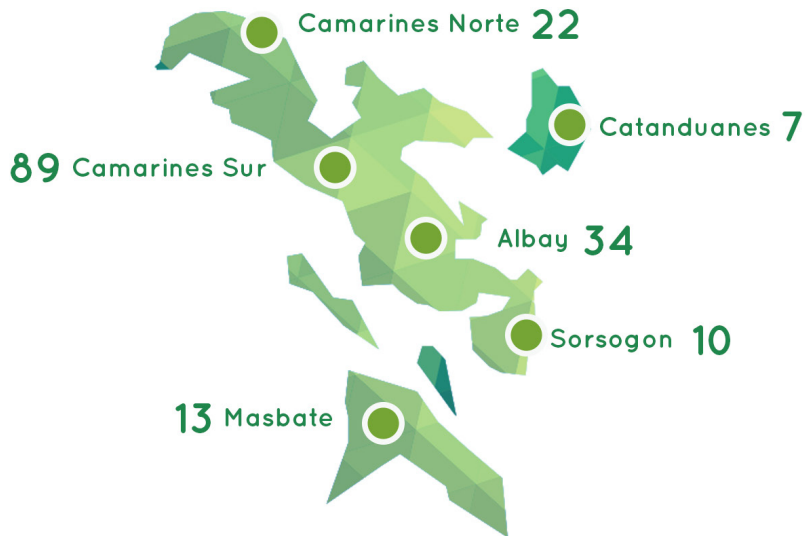 Camarines Norte 22
Catanduanes 7
89 Camarines Sur
Albay 34
Sorsogon 10
13 Masbate